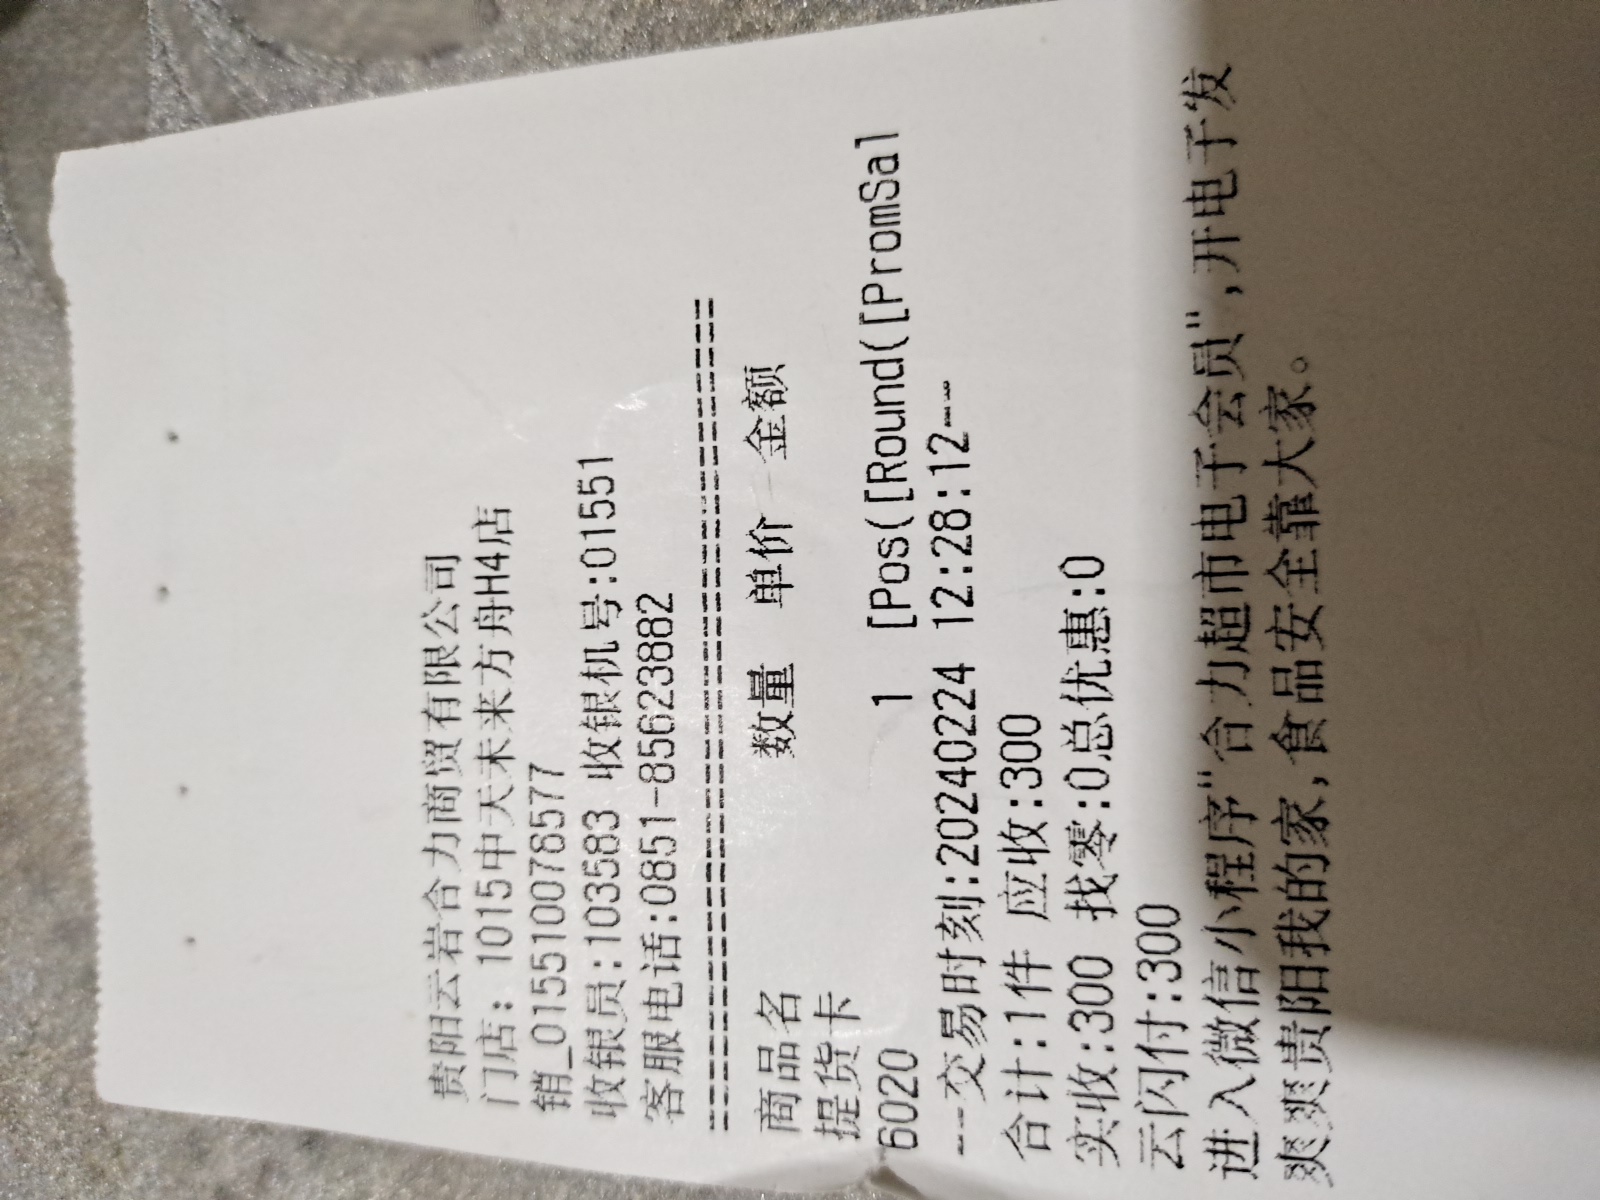 贵阳云岩合力商贸有限公司
门店: 1015中天未来方舟H4店
销_0155100786577
收银员:103583 收银机号:01551
客服电话:0851-85623882
================================
商品名 数量 单价 金额
提货卡
6020 1 [Pos([Round([PromSal
---交易时刻:20240224 12:28:12---
合计:1件 应收:300
实收:300 找零:0总优惠:0
云闪付:300
进入微信小程序"合力超市电子会员",开电子发
爽爽贵阳我的家,食品安全靠大家。